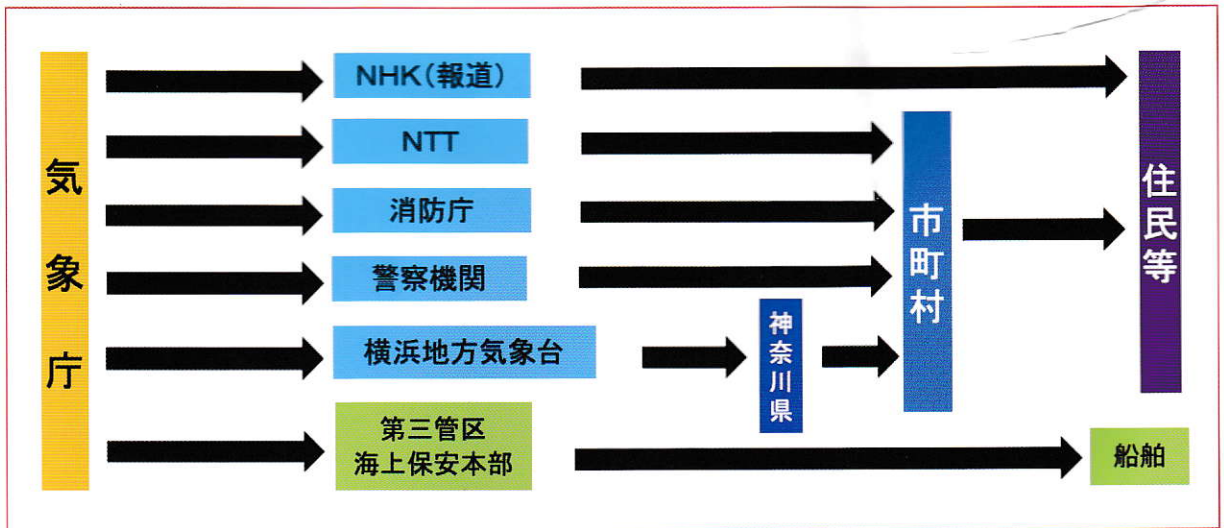 気象庁
NHK(報道)
NTT
消防庁
警察機関
横浜地方気象台
第三管区
海上保安本部
神奈川県
市町村
住民等
船舶